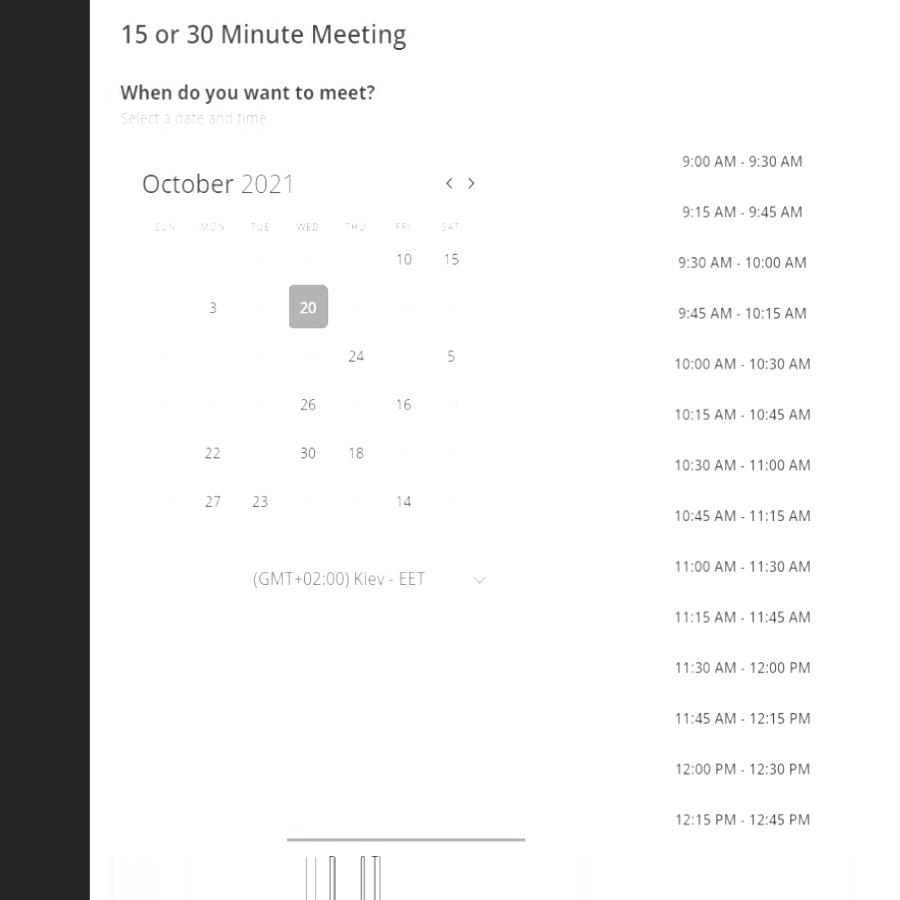 15 or 30 Minute Meeting
When do you want to meet?
Select a date and time
October 2021
SUN MON TUE WED THU FRI SAT
10 15
3 20
24 5
26 16
22 30 18
27 23 14
(GMT+02:00) Kiev - EET
9:00 AM - 9:30 AM
9:15 AM - 9:45 AM
9:30 AM - 10:00 AM
9:45 AM - 10:15 AM
10:00 AM - 10:30 AM
10:15 AM - 10:45 AM
10:30 AM - 11:00 AM
10:45 AM - 11:15 AM
11:00 AM - 11:30 AM
11:15 AM - 11:45 AM
11:30 AM - 12:00 PM
11:45 AM - 12:15 PM
12:00 PM - 12:30 PM
12:15 PM - 12:45 PM